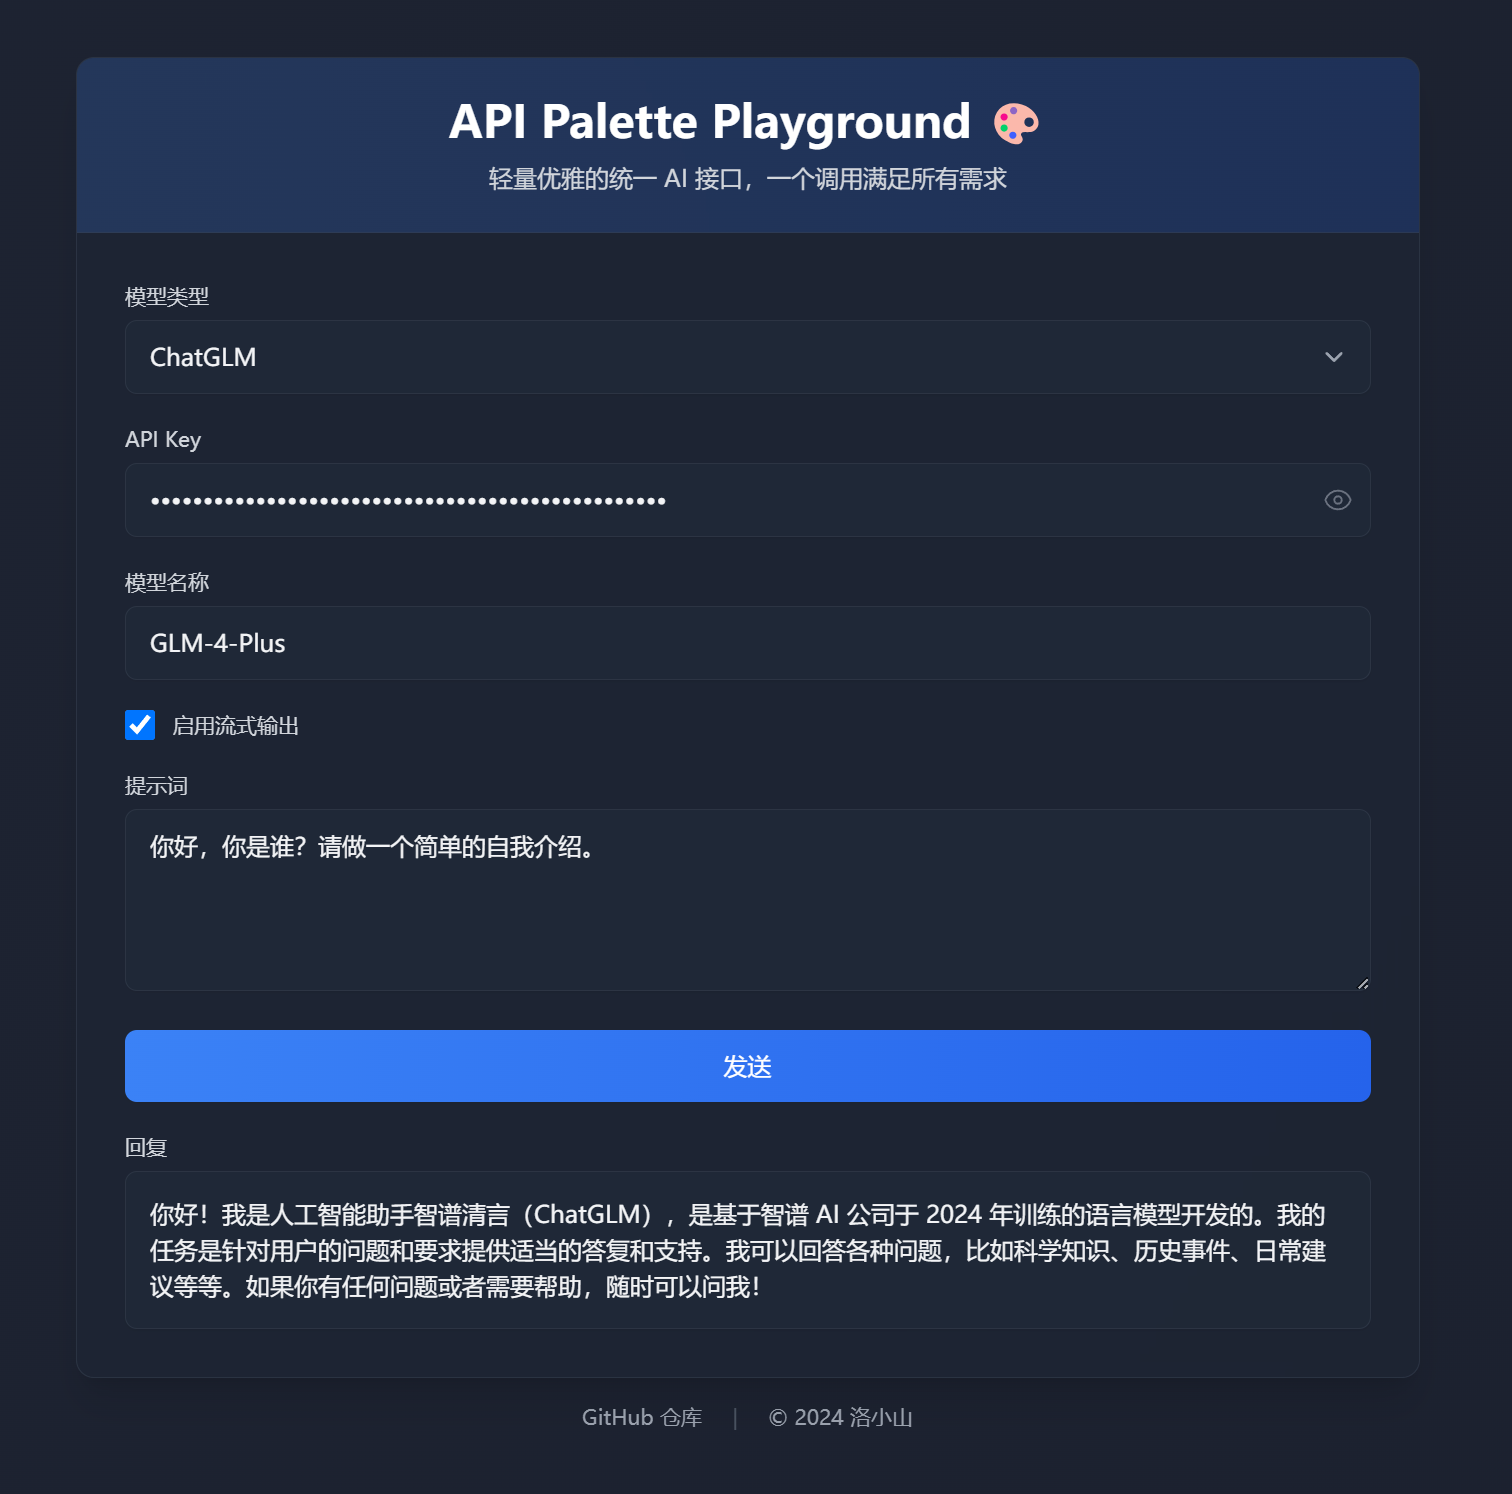 API Palette Playground 🎨
轻量优雅的统一 AI 接口，一个调用满足所有需求
模型类型
ChatGLM
API Key
•••••••••••••••••••••••••••••••••••••••••••••••••
模型名称
GLM-4-Plus
启用流式输出
提示词
你好，你是谁？请做一个简单的自我介绍。
发送
回复
你好！我是人工智能助手智谱清言（ChatGLM），是基于智谱 AI 公司于 2024 年训练的语言模型开发的。我的
任务是针对用户的问题和要求提供适当的答复和支持。我可以回答各种问题，比如科学知识、历史事件、日常建
议等等。如果你有任何问题或者需要帮助，随时可以问我！
GitHub 仓库 | © 2024 洛小山